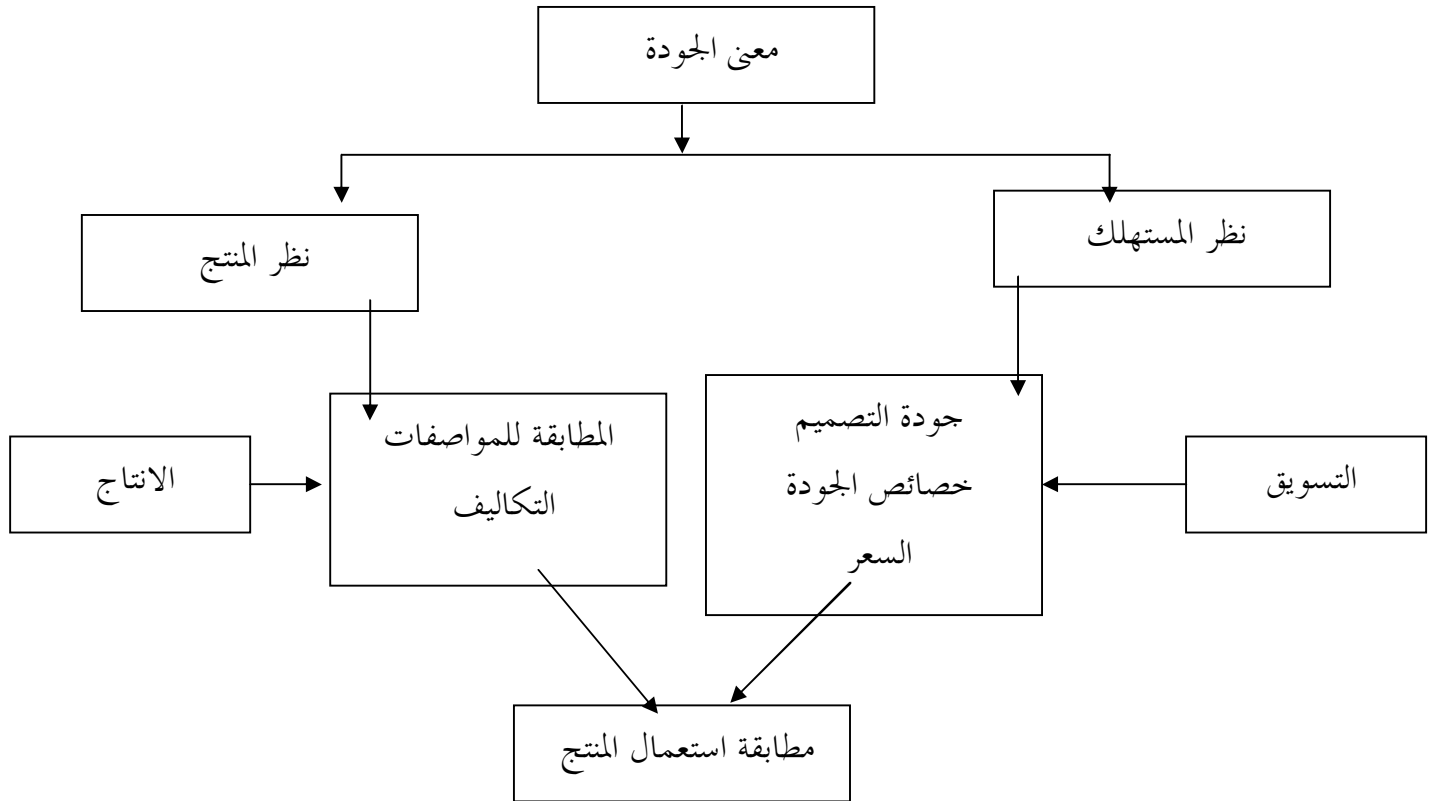 معنى الجودة
نظر المستهلك
نظر المنتج
جودة التصميم
خصائص الجودة
السعر
المطابقة للمواصفات
التكاليف
التسويق
الانتاج
مطابقة استعمال المنتج